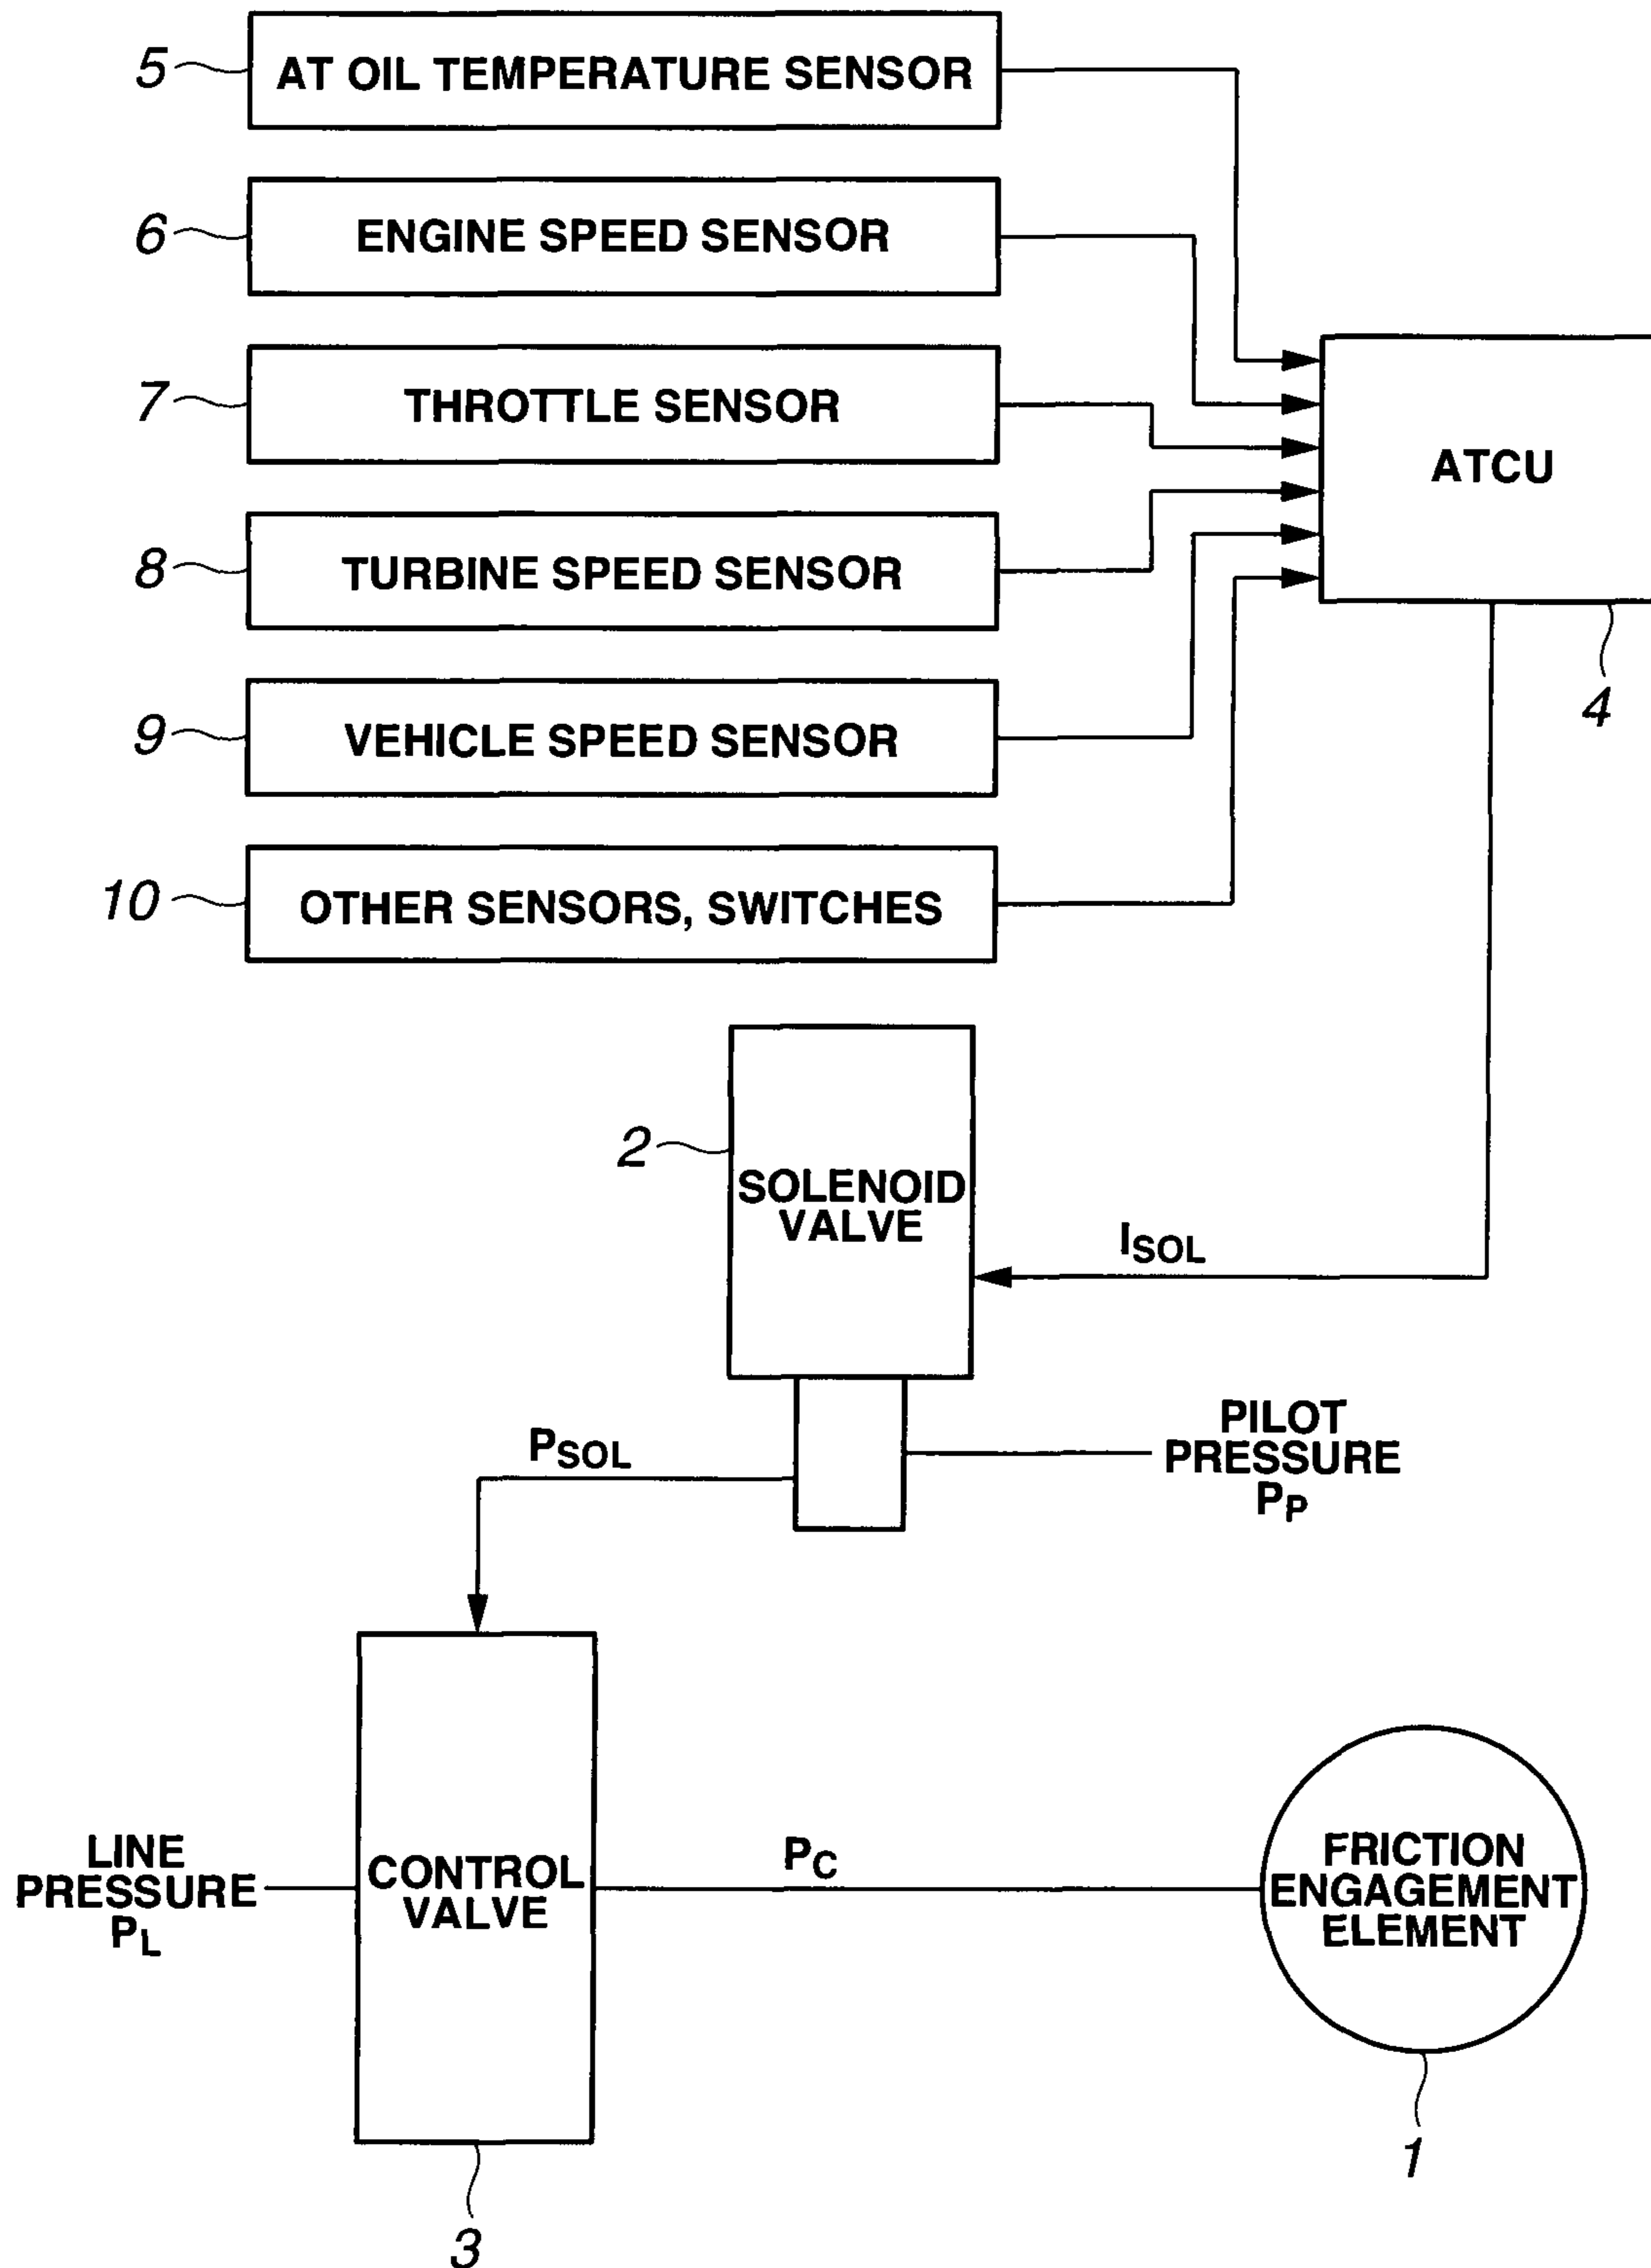 5
AT OIL TEMPERATURE SENSOR
6
ENGINE SPEED SENSOR
7
THROTTLE SENSOR
ATCU
8
TURBINE SPEED SENSOR
4
9
VEHICLE SPEED SENSOR
10
OTHER SENSORS, SWITCHES
2
SOLENOID
VALVE
ISOL
PSOL
PILOT
PRESSURE
PP
LINE
PRESSURE
PL
CONTROL
VALVE
PC
FRICTION
ENGAGEMENT
ELEMENT
1
3